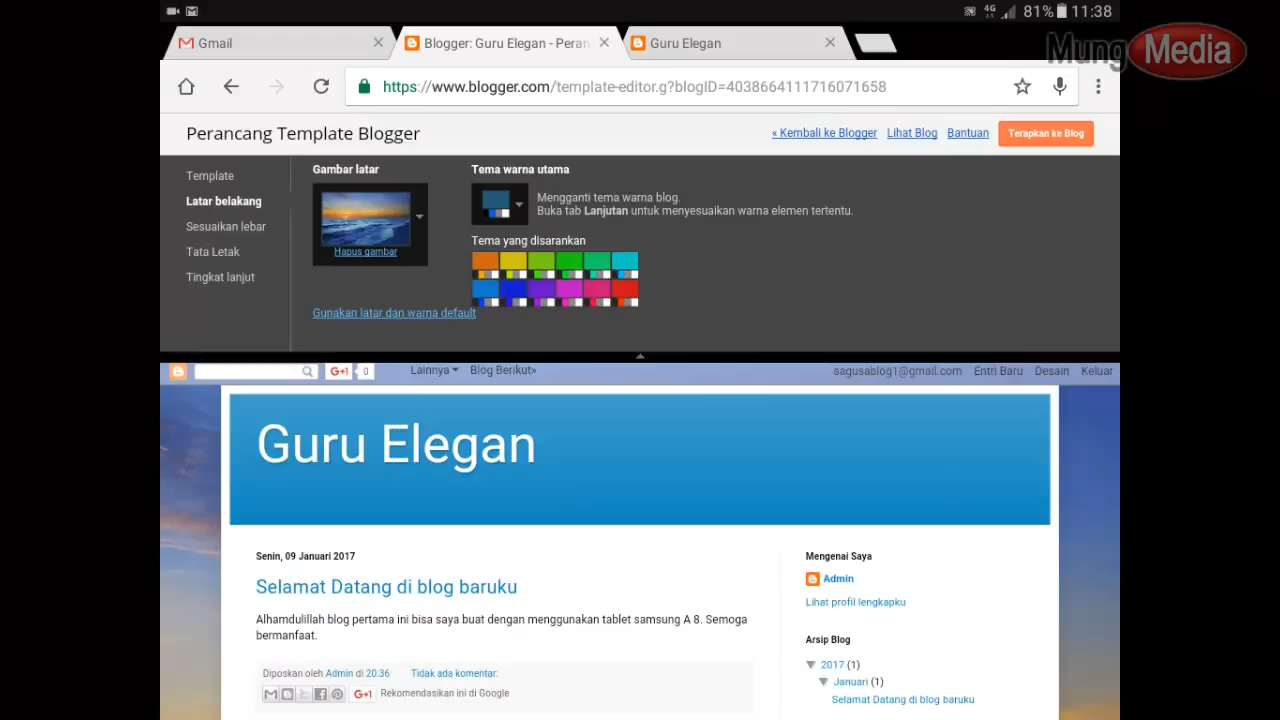 4G 81% 11:38
Gmail
Blogger: Guru Elegan - Peran
Guru Elegan
Mung Media
https://www.blogger.com/template-editor.g?blogID=4038664111716071658
Perancang Template Blogger
« Kembali ke Blogger Lihat Blog Bantuan Terapkan ke Blog
Template
Latar belakang
Sesuaikan lebar
Tata Letak
Tingkat lanjut
Gambar latar
Hapus gambar
Gunakan latar dan warna default
Tema warna utama
Mengganti tema warna blog.
Buka tab Lanjutan untuk menyesuaikan warna elemen tertentu.
Tema yang disarankan
G+1 0 Lainnya Blog Berikut» sagusablog1@gmail.com Entri Baru Desain Keluar
Guru Elegan
Senin, 09 Januari 2017
Selamat Datang di blog baruku
Alhamdulillah blog pertama ini bisa saya buat dengan menggunakan tablet samsung A 8. Semoga
bermanfaat.
Diposkan oleh Admin di 20.36 Tidak ada komentar:
G+1 Rekomendasikan ini di Google
Mengenai Saya
Admin
Lihat profil lengkapku
Arsip Blog
▼ 2017 (1)
▼ Januari (1)
Selamat Datang di blog baruku